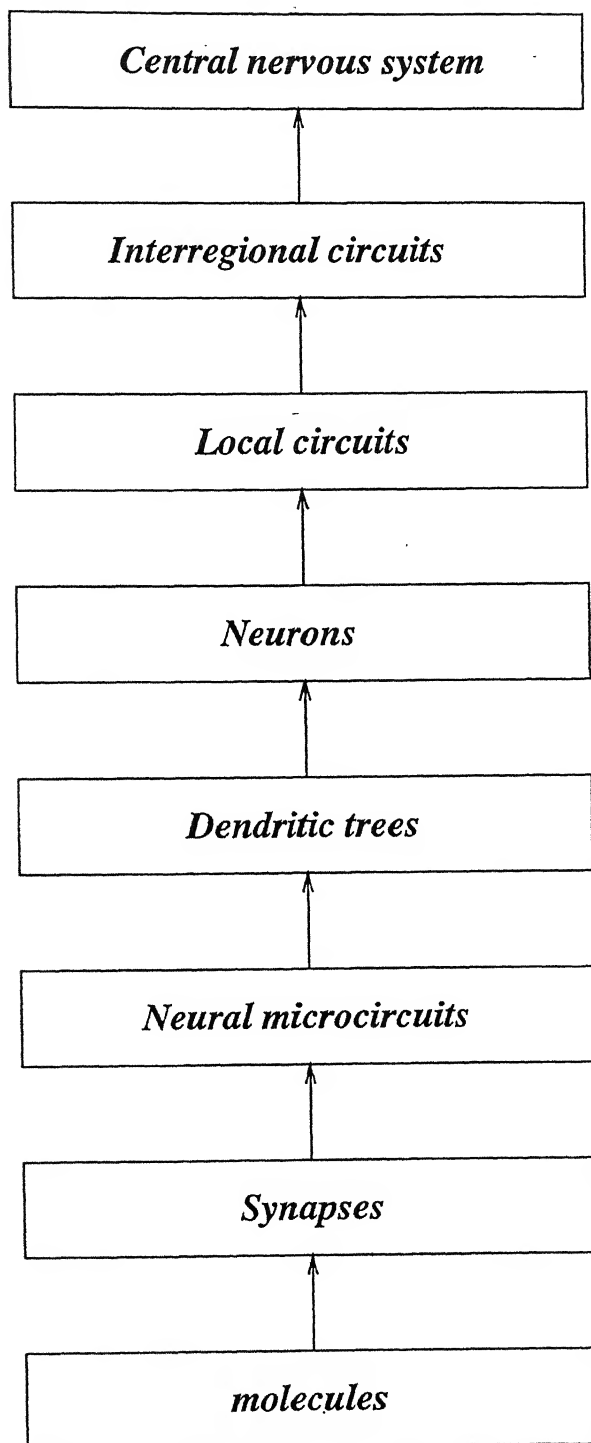 Central nervous system
Interregional circuits
Local circuits
Neurons
Dendritic trees
Neural microcircuits
Synapses
molecules